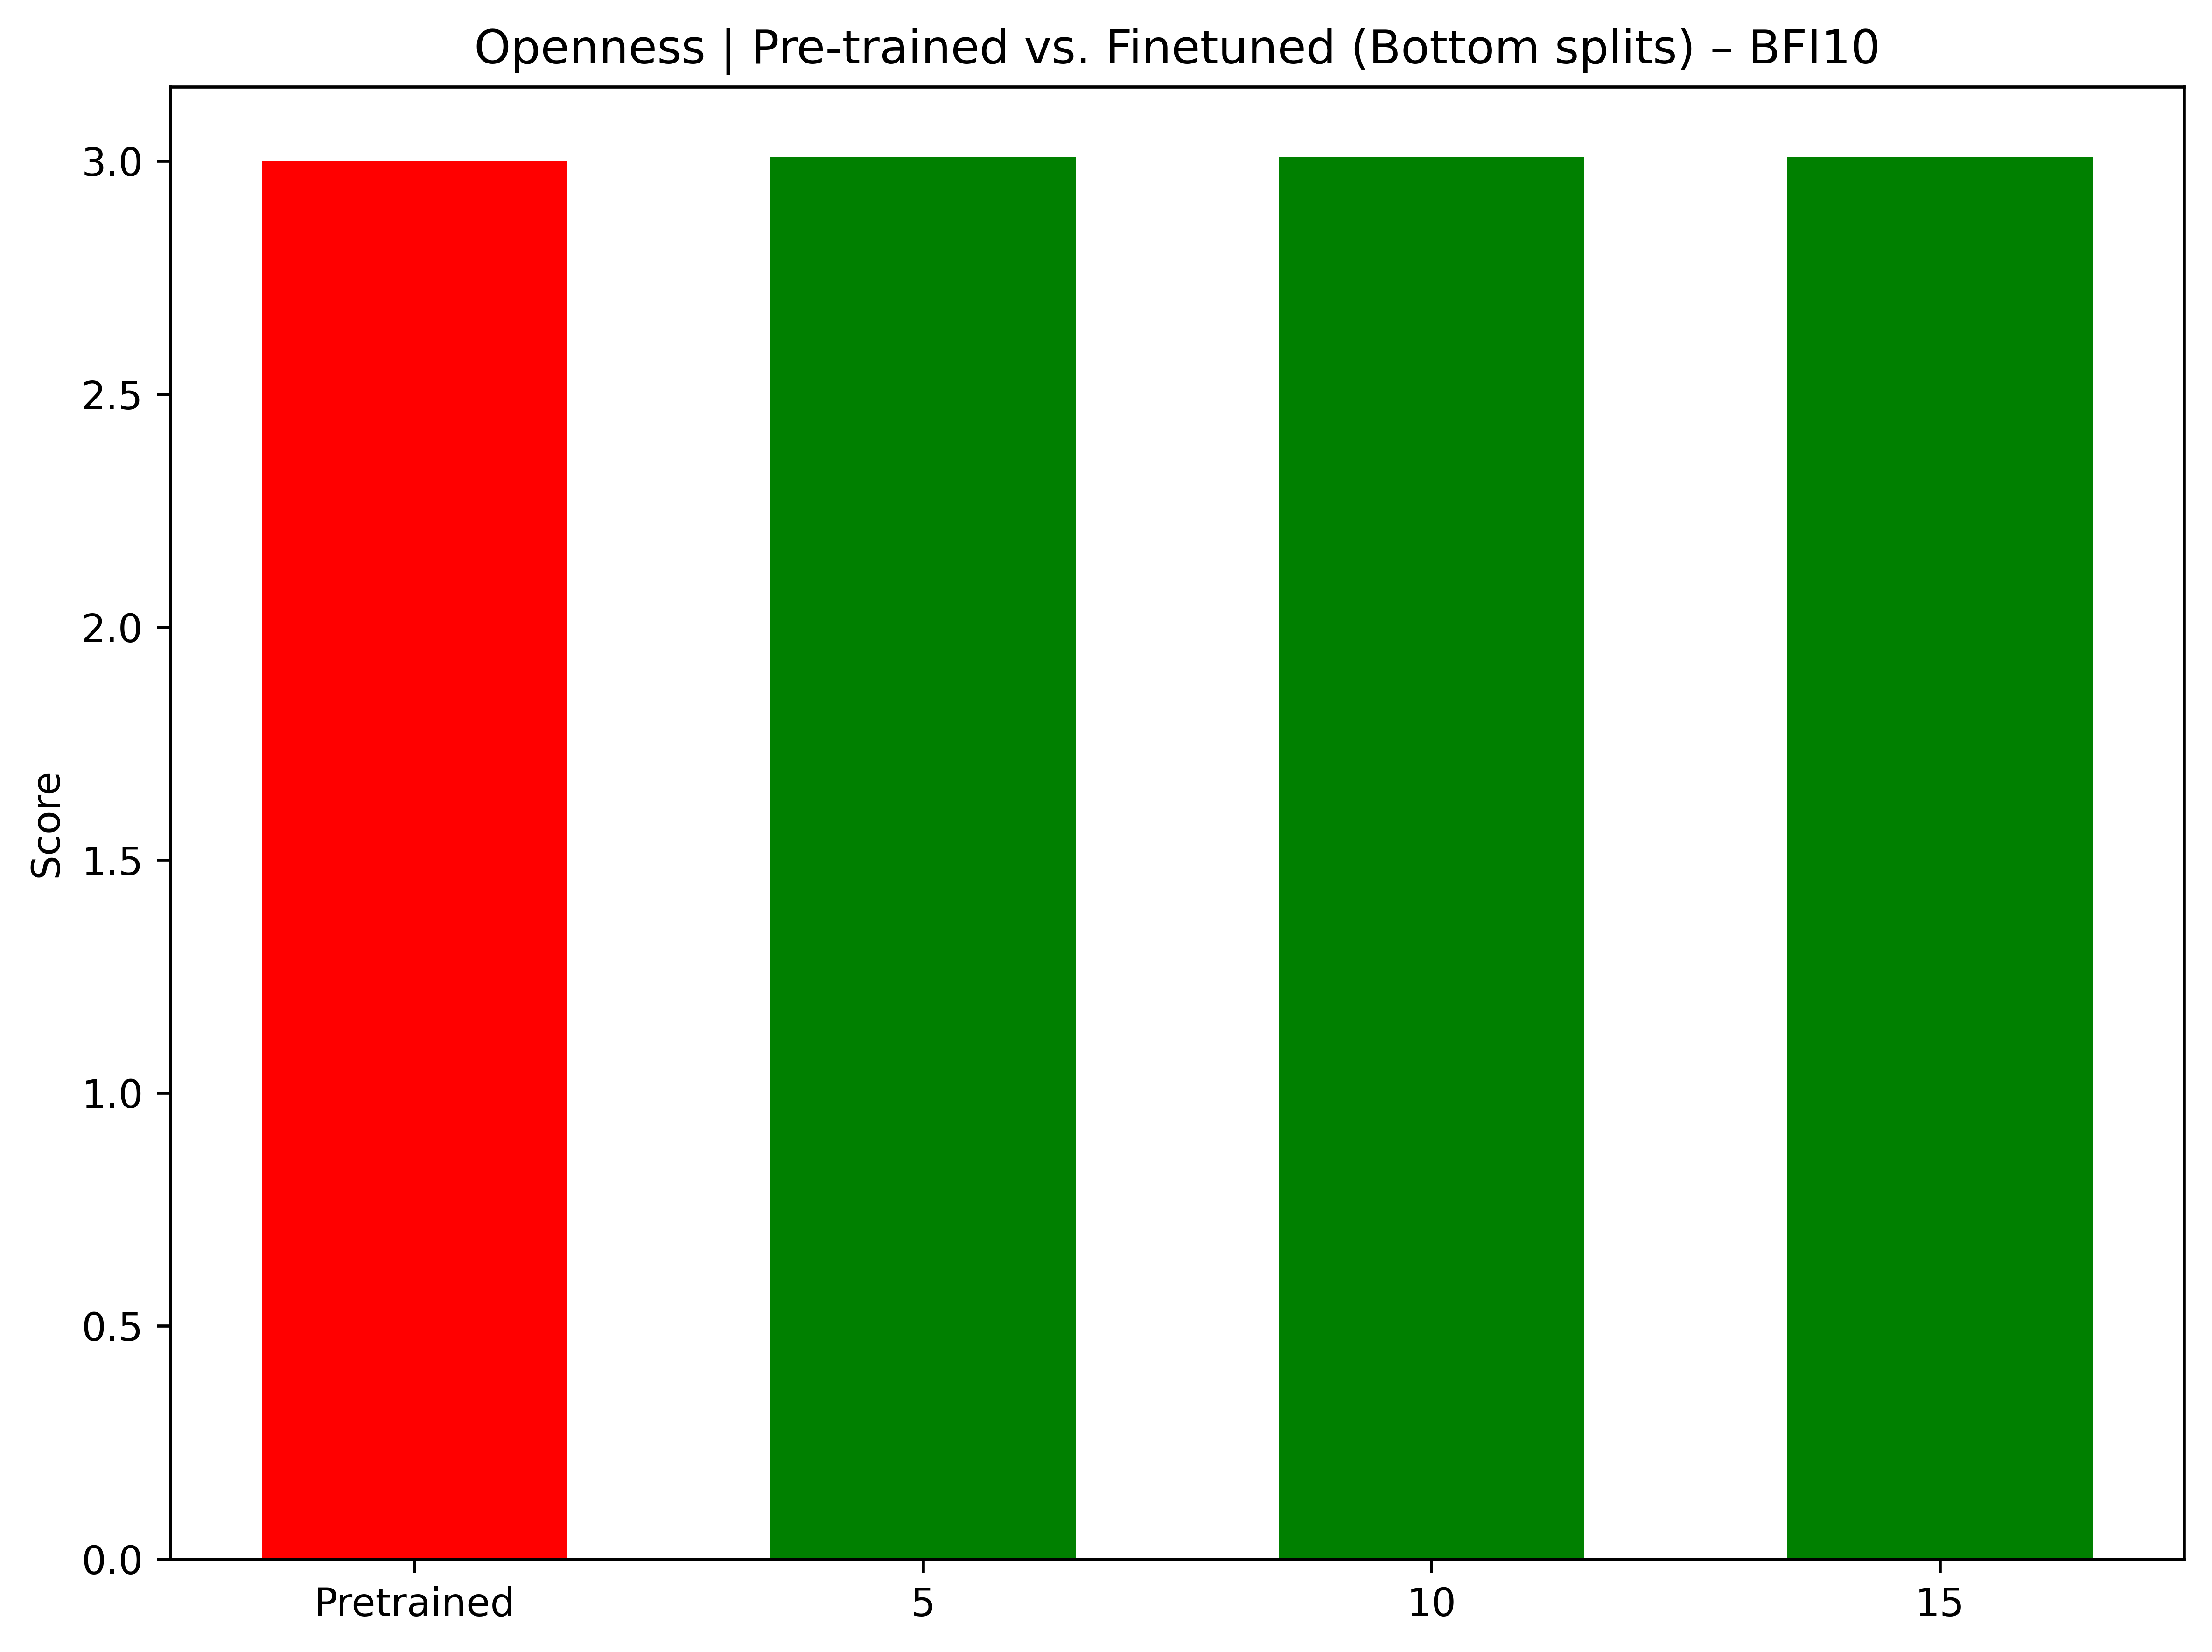 Openness | Pre-trained vs. Finetuned (Bottom splits) – BFI10
Score
3.0
2.5
2.0
1.5
1.0
0.5
0.0
Pretrained 5 10 15